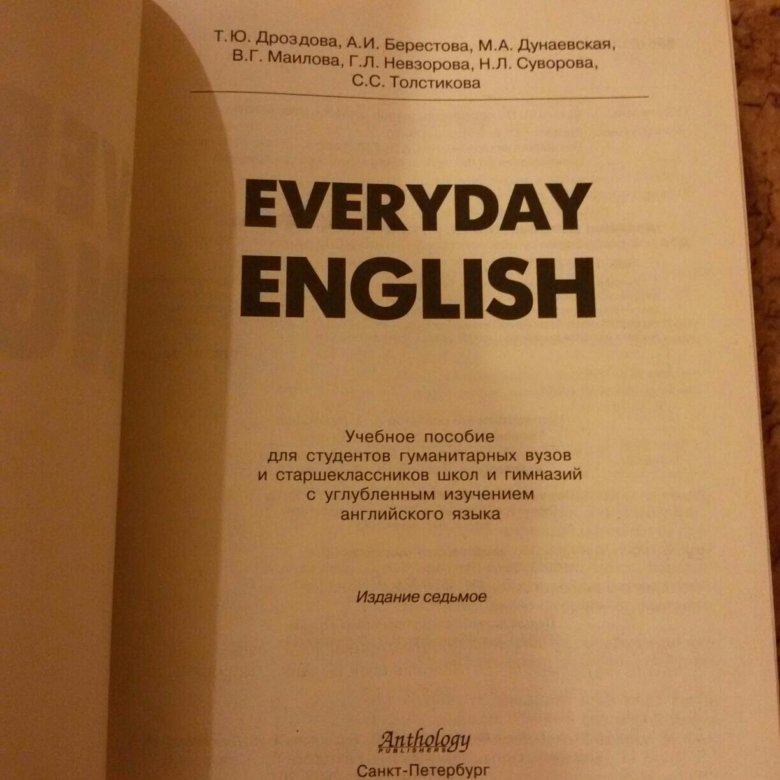 Т.Ю. Дроздова, А.И. Берестова, М.А. Дунаевская,
В.Г. Маилова, Г.Л. Невзорова, Н.Л. Суворова,
С.С. Толстикова
EVERYDAY
ENGLISH
Учебное пособие
для студентов гуманитарных вузов
и старшеклассников школ и гимназий
с углубленным изучением
английского языка
Издание седьмое
Anthology
PUBLISHERS
Санкт-Петербург